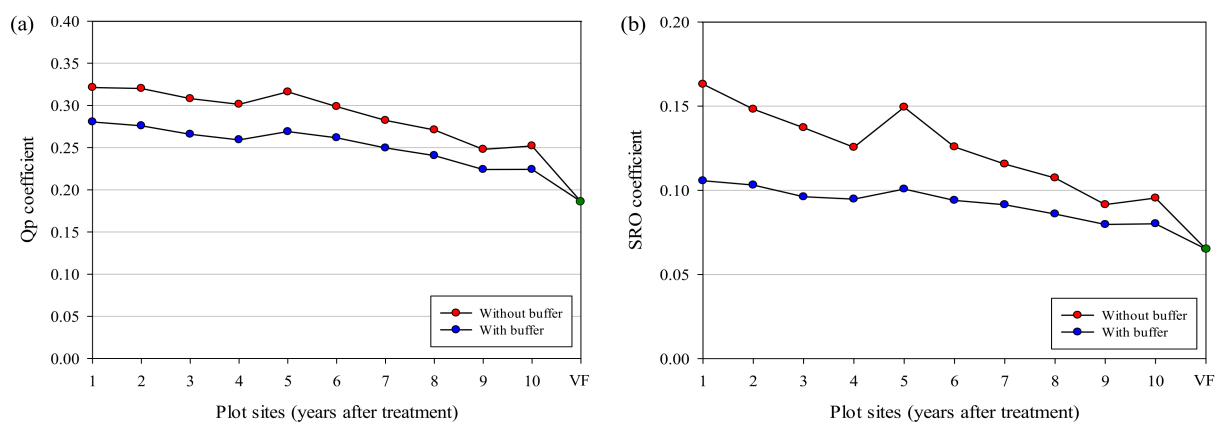 (a)
Qp coefficient
0.40
0.35
0.30
0.25
0.20
0.15
0.10
0.05
0.00
1 2 3 4 5 6 7 8 9 10 VF
Plot sites (years after treatment)
Without buffer
With buffer
(b)
SRO coefficient
0.20
0.15
0.10
0.05
0.00
1 2 3 4 5 6 7 8 9 10 VF
Plot sites (years after treatment)
Without buffer
With buffer